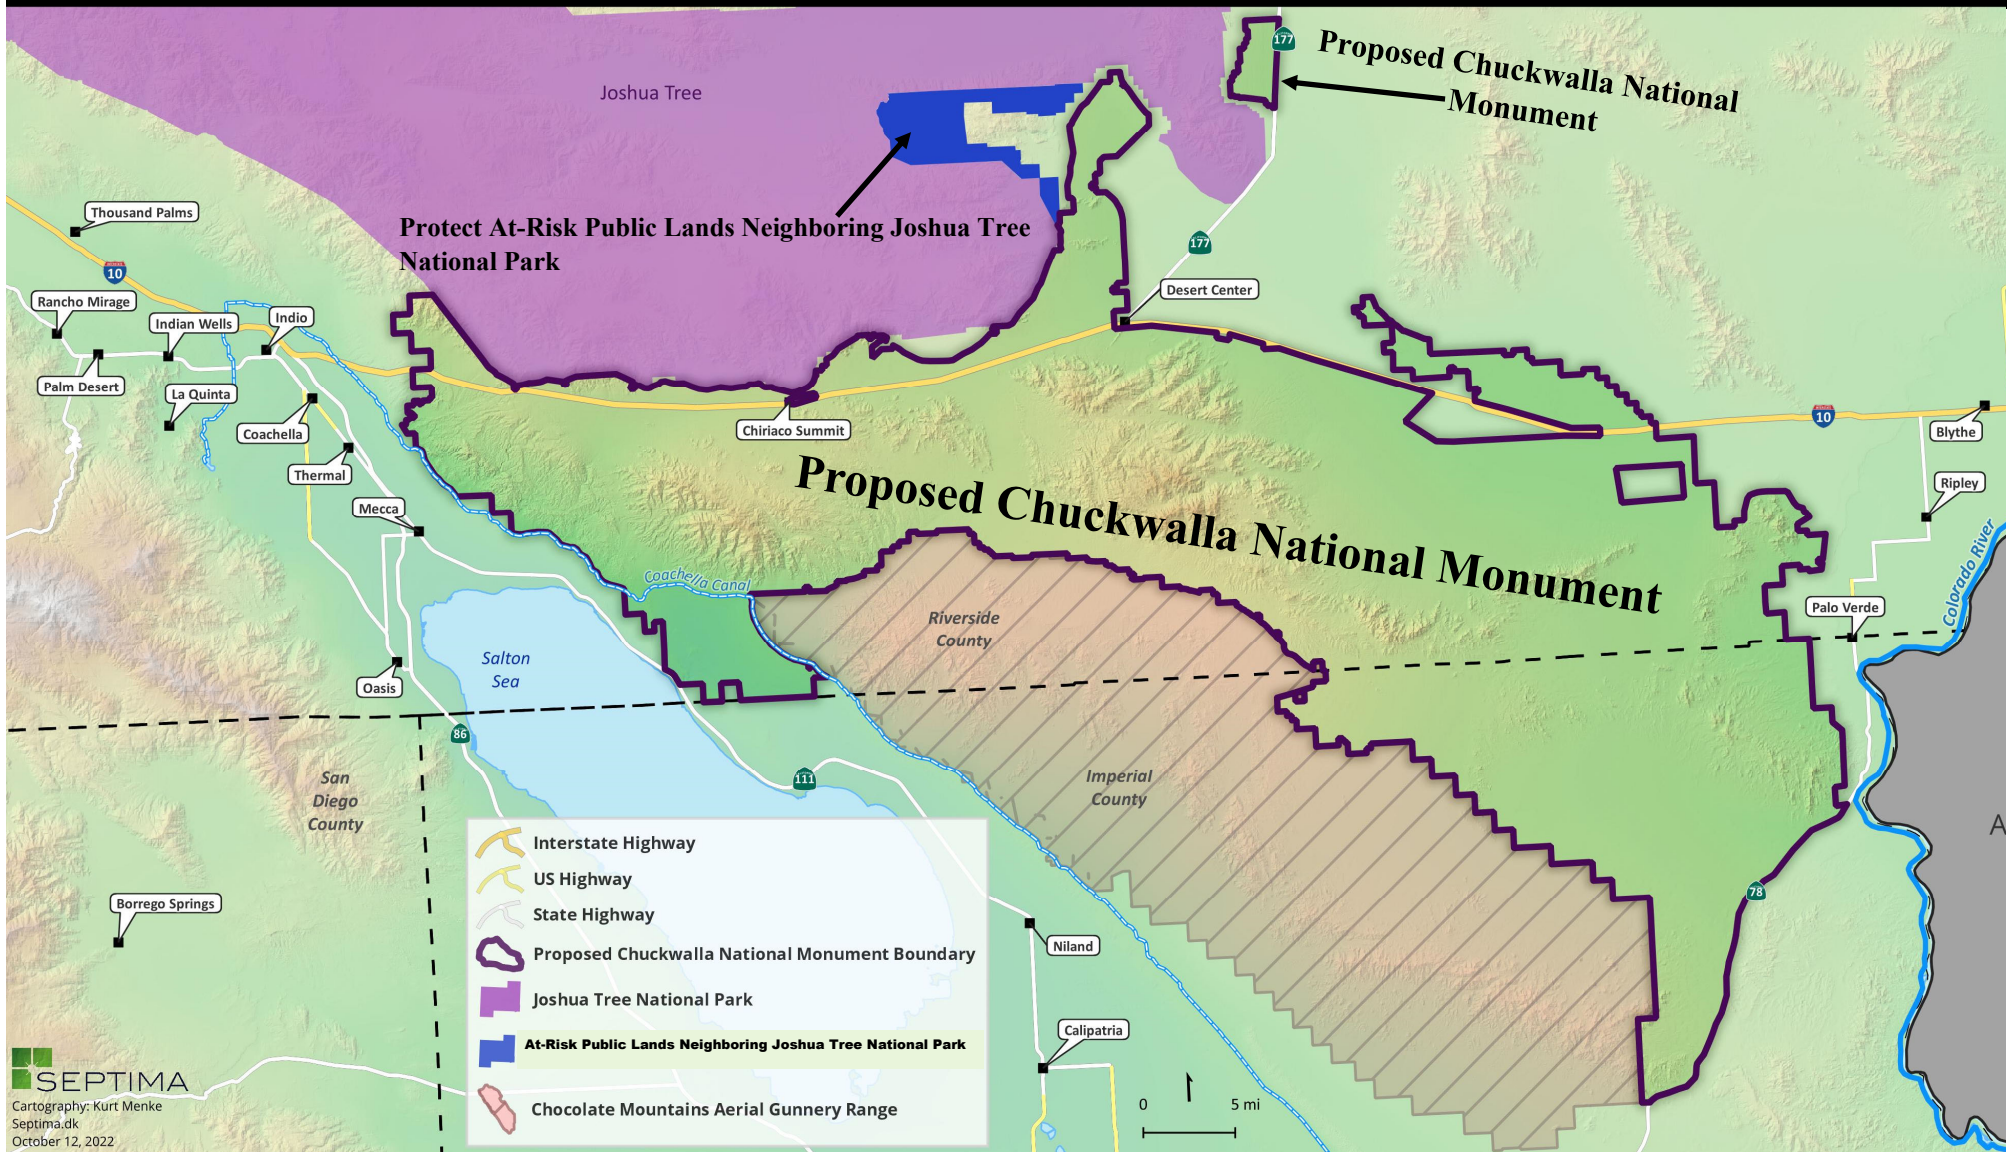 Proposed Chuckwalla National
Monument
177
Joshua Tree
Protect At-Risk Public Lands Neighboring Joshua Tree
National Park
Thousand Palms
177
10
Desert Center
Rancho Mirage
Indian Wells
Indio
Palm Desert
La Quinta
Coachella
Chiriaco Summit
10
Blythe
Thermal
Ripley
Mecca
Proposed Chuckwalla National Monument
Coachella Canal
Colorado River
Palo Verde
Riverside
County
Salton
Sea
Oasis
86
San
Diego
County
111
Imperial
County
A
78
Borrego Springs
Niland
Calipatria
Interstate Highway
US Highway
State Highway
Proposed Chuckwalla National Monument Boundary
Joshua Tree National Park
At-Risk Public Lands Neighboring Joshua Tree National Park
Chocolate Mountains Aerial Gunnery Range
0 5 mi
SEPTIMA
Cartography: Kurt Menke
Septima.dk
October 12, 2022